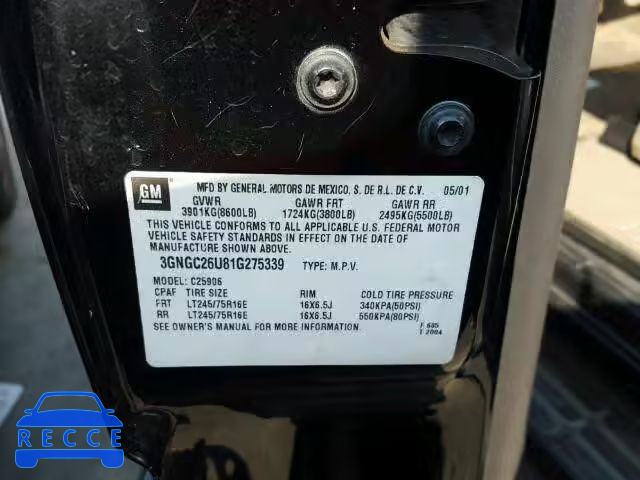 GM
MFD BY GENERAL MOTORS DE MEXICO, S. DE R.L. DE C.V. 05/01
GVWR GAWR FRT GAWR RR
3901KG(8600LB) 1724KG(3800LB) 2495KG(5500LB)
THIS VEHICLE CONFORMS TO ALL APPLICABLE U.S. FEDERAL MOTOR
VEHICLE SAFETY STANDARDS IN EFFECT ON THE DATE OF
MANUFACTURE SHOWN ABOVE.
3GNGC26U81G275339 TYPE: M.P.V.
MODEL: C25906
CPAF TIRE SIZE RIM COLD TIRE PRESSURE
FRT LT245/75R16E 16X6.5J 340KPA(50PSI)
RR LT245/75R16E 16X6.5J 550KPA(80PSI)
SEE OWNER'S MANUAL FOR MORE INFORMATION.
F 685
T 2004
RECCE